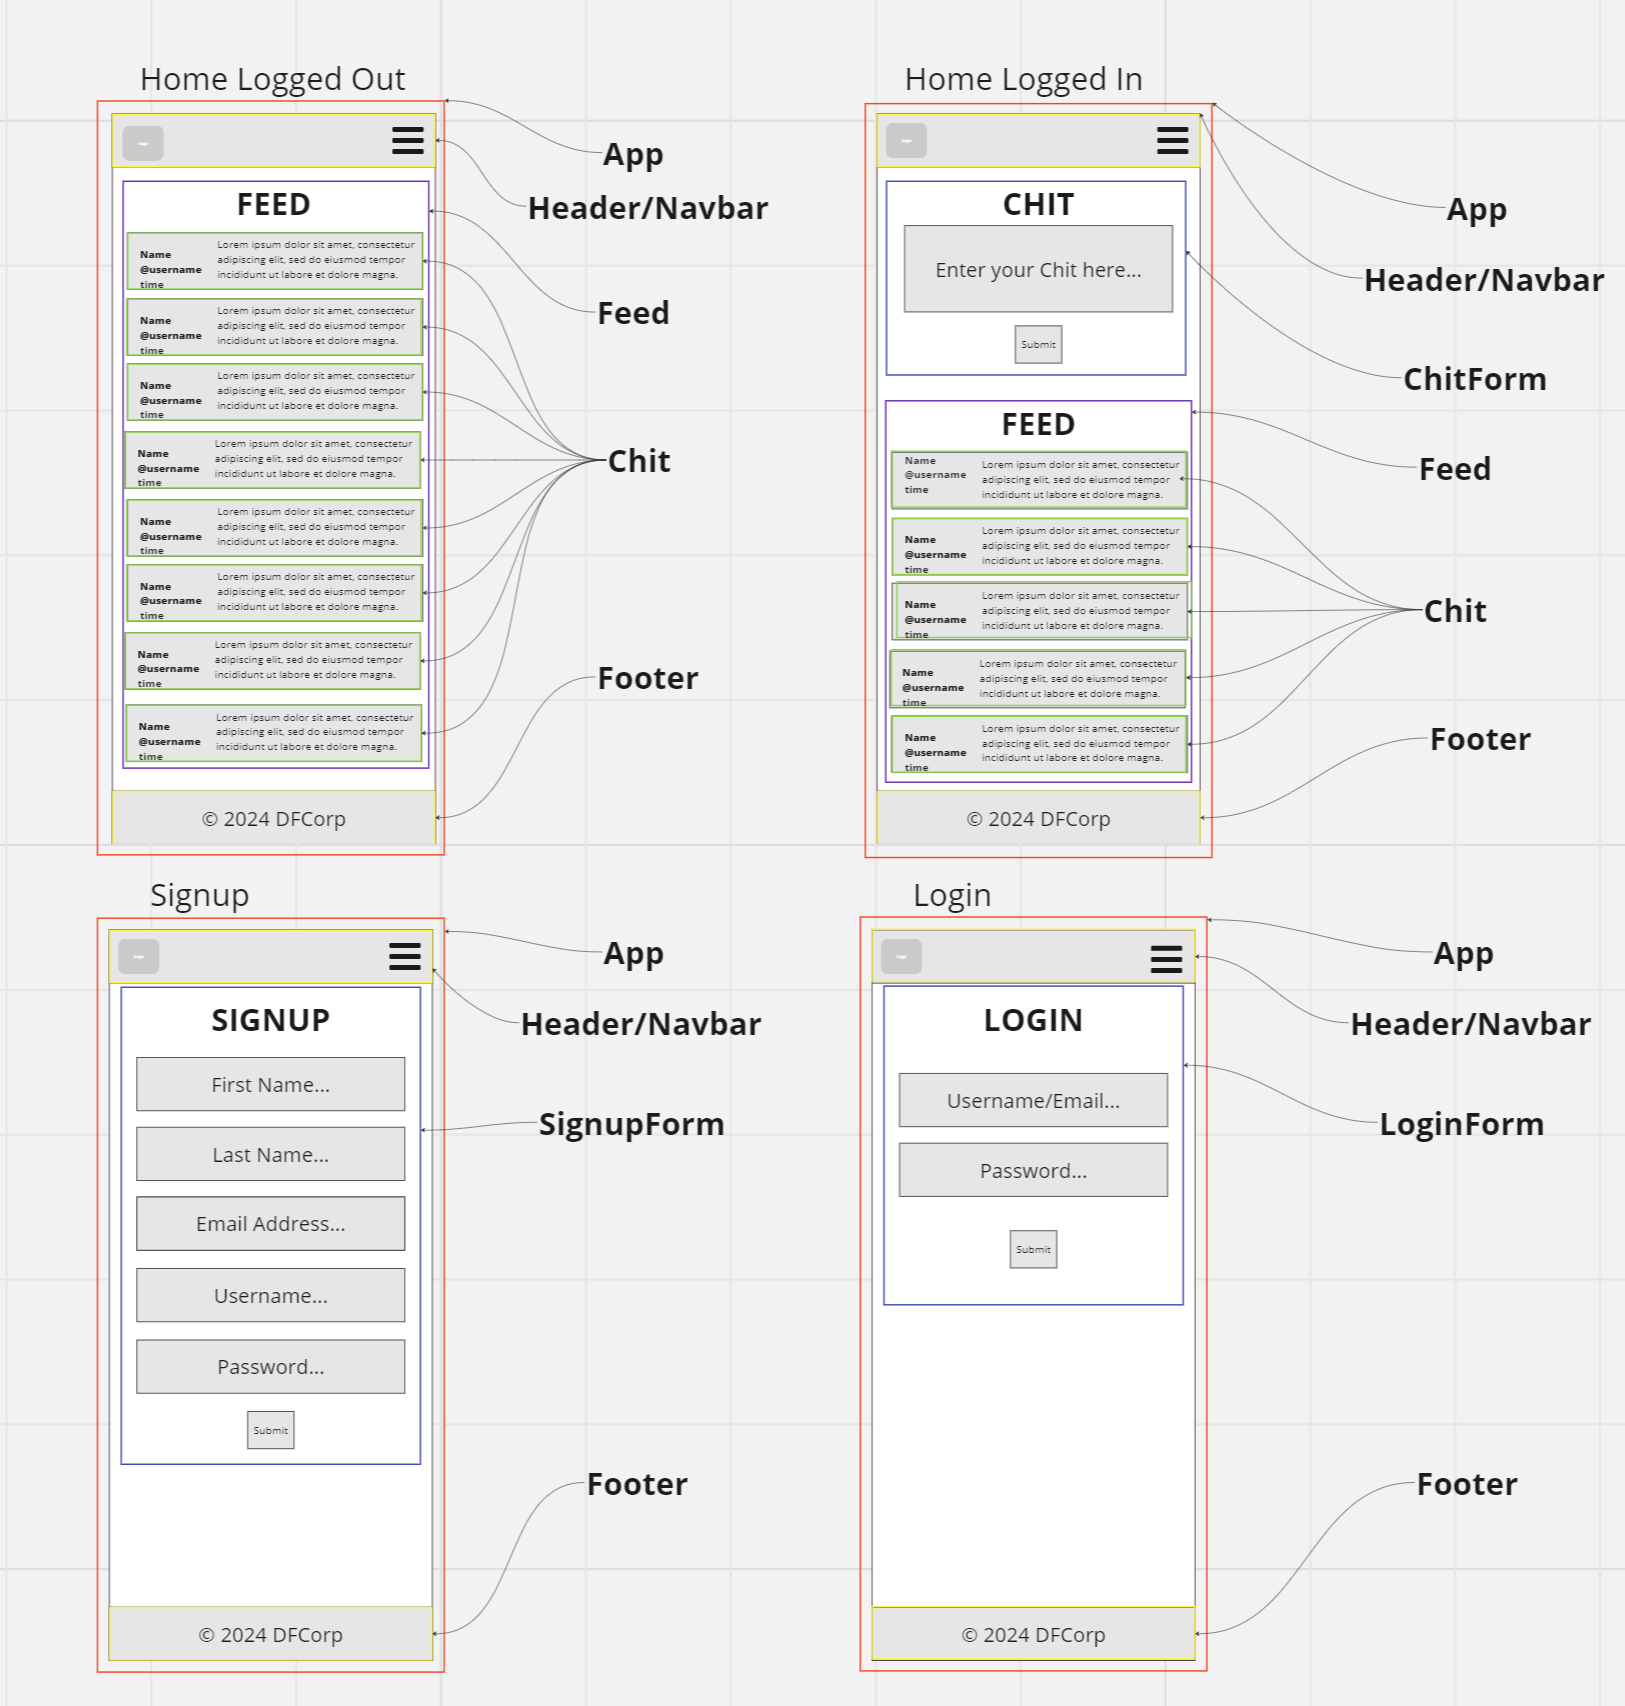 Home Logged Out
App
Header/Navbar
FEED
Name
@username
time
Lorem ipsum dolor sit amet, consectetur
adipiscing elit, sed do eiusmod tempor
incididunt ut labore et dolore magna.
Name
@username
time
Lorem ipsum dolor sit amet, consectetur
adipiscing elit, sed do eiusmod tempor
incididunt ut labore et dolore magna.
Name
@username
time
Lorem ipsum dolor sit amet, consectetur
adipiscing elit, sed do eiusmod tempor
incididunt ut labore et dolore magna.
Name
@username
time
Lorem ipsum dolor sit amet, consectetur
adipiscing elit, sed do eiusmod tempor
incididunt ut labore et dolore magna.
Name
@username
time
Lorem ipsum dolor sit amet, consectetur
adipiscing elit, sed do eiusmod tempor
incididunt ut labore et dolore magna.
Name
@username
time
Lorem ipsum dolor sit amet, consectetur
adipiscing elit, sed do eiusmod tempor
incididunt ut labore et dolore magna.
Name
@username
time
Lorem ipsum dolor sit amet, consectetur
adipiscing elit, sed do eiusmod tempor
incididunt ut labore et dolore magna.
Name
@username
time
Lorem ipsum dolor sit amet, consectetur
adipiscing elit, sed do eiusmod tempor
incididunt ut labore et dolore magna.
Feed
Chit
Footer
© 2024 DFCorp
Home Logged In
App
Header/Navbar
CHIT
Enter your Chit here...
Submit
ChitForm
FEED
Feed
Name
@username
time
Lorem ipsum dolor sit amet, consectetur
adipiscing elit, sed do eiusmod tempor
incididunt ut labore et dolore magna.
Name
@username
time
Lorem ipsum dolor sit amet, consectetur
adipiscing elit, sed do eiusmod tempor
incididunt ut labore et dolore magna.
Name
@username
time
Lorem ipsum dolor sit amet, consectetur
adipiscing elit, sed do eiusmod tempor
incididunt ut labore et dolore magna.
Name
@username
time
Lorem ipsum dolor sit amet, consectetur
adipiscing elit, sed do eiusmod tempor
incididunt ut labore et dolore magna.
Name
@username
time
Lorem ipsum dolor sit amet, consectetur
adipiscing elit, sed do eiusmod tempor
incididunt ut labore et dolore magna.
Chit
Footer
© 2024 DFCorp
Signup
App
Header/Navbar
SIGNUP
First Name...
Last Name...
Email Address...
Username...
Password...
Submit
SignupForm
Footer
© 2024 DFCorp
Login
App
Header/Navbar
LOGIN
Username/Email...
Password...
Submit
LoginForm
Footer
© 2024 DFCorp